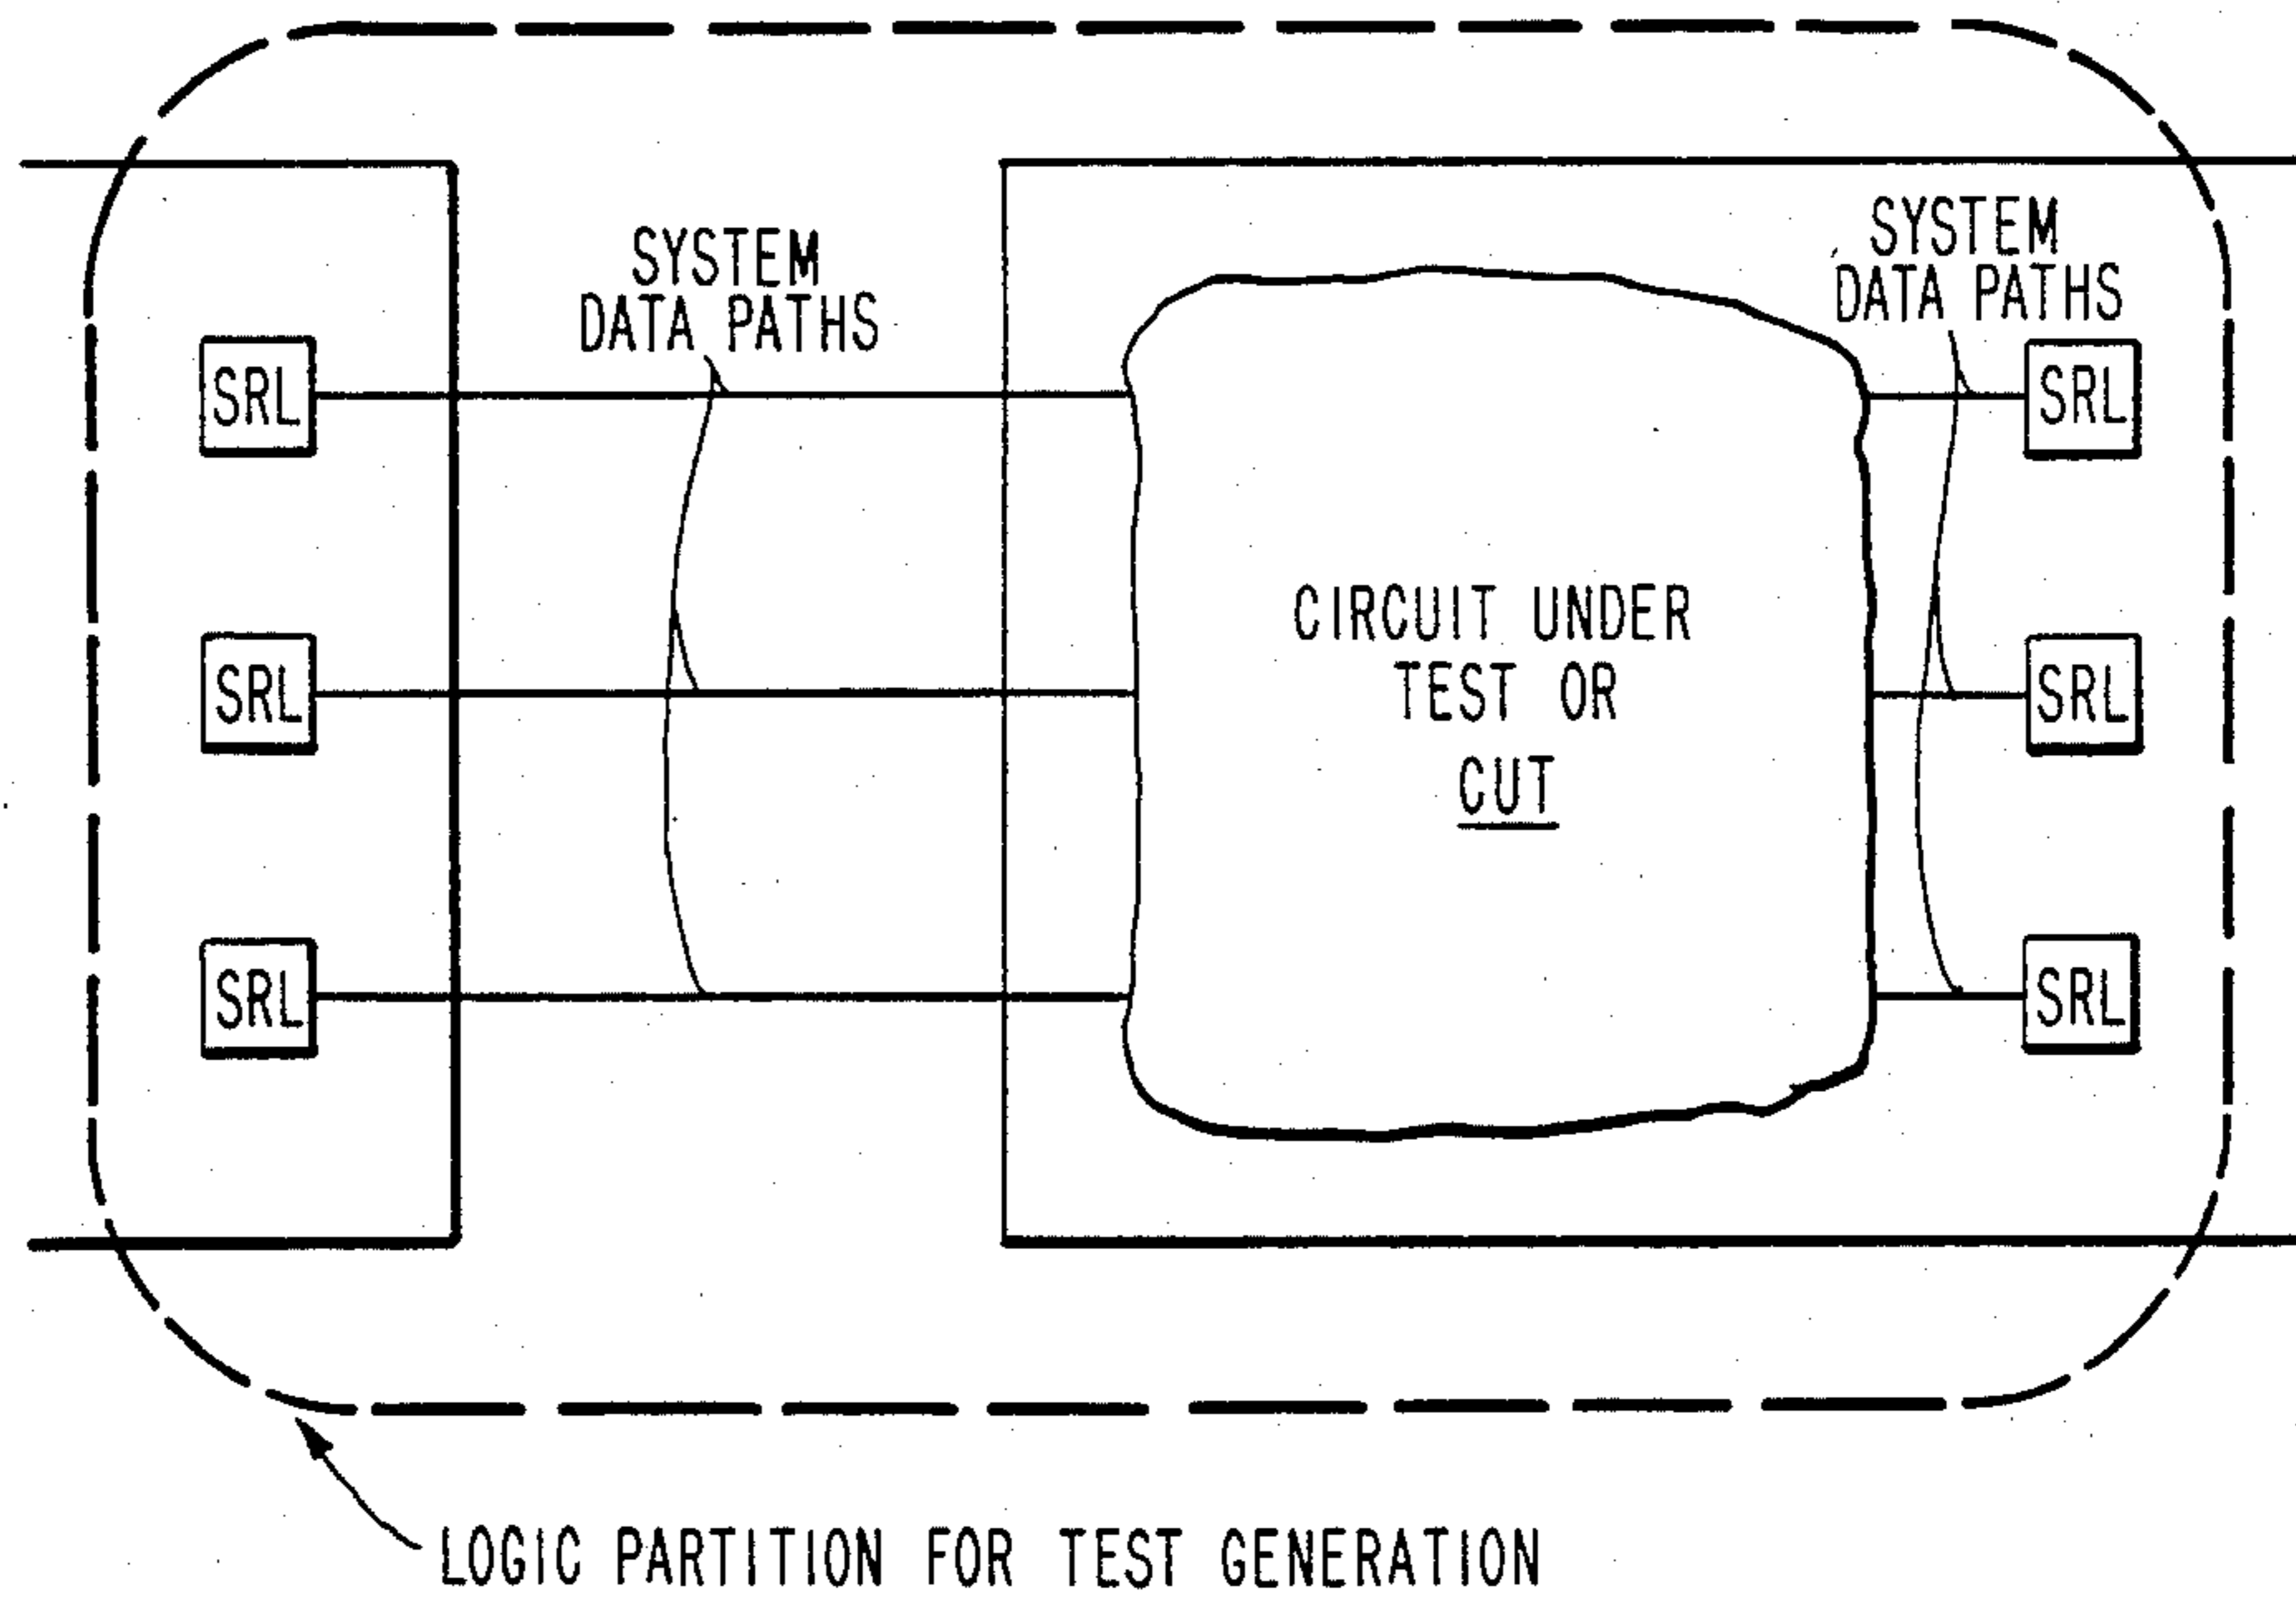 SYSTEM
DATA PATHS
SYSTEM
DATA PATHS
SRL
SRL
CIRCUIT UNDER
TEST OR
CUT
SRL
SRL
SRL
SRL
LOGIC PARTITION FOR TEST GENERATION